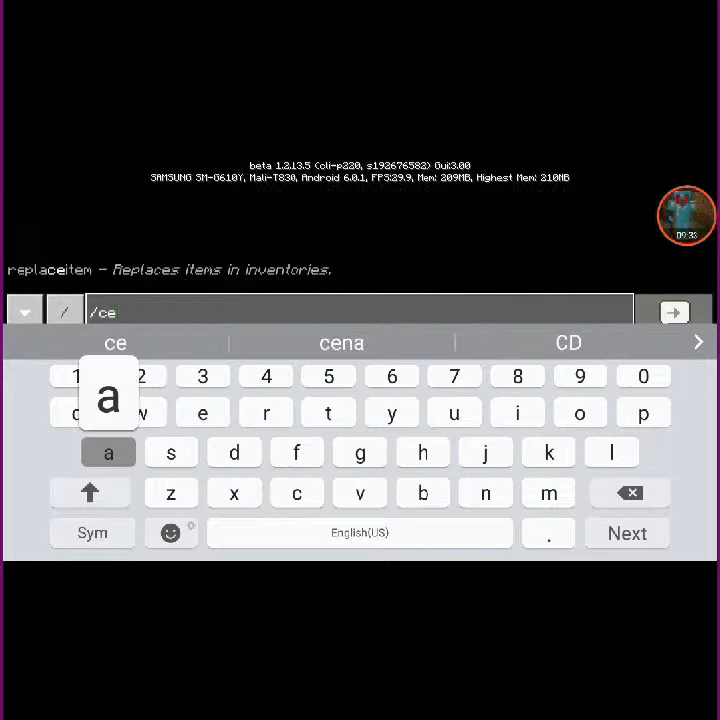 beta 1.2.13.5 (cli-p220, s192676582) Gui:3.00
SAMSUNG SM-G610Y, Mali-T830, Android 6.0.1, FPS:29.9, Mem: 209MB, Highest Mem: 210MB
09:33
replaceitem – Replaces items in inventories.
/ /ce
ce cena CD
1 2 3 4 5 6 7 8 9 0
w e r t y u i o p
a
a s d f g h j k l
z x c v b n m
Sym English(US) . Next